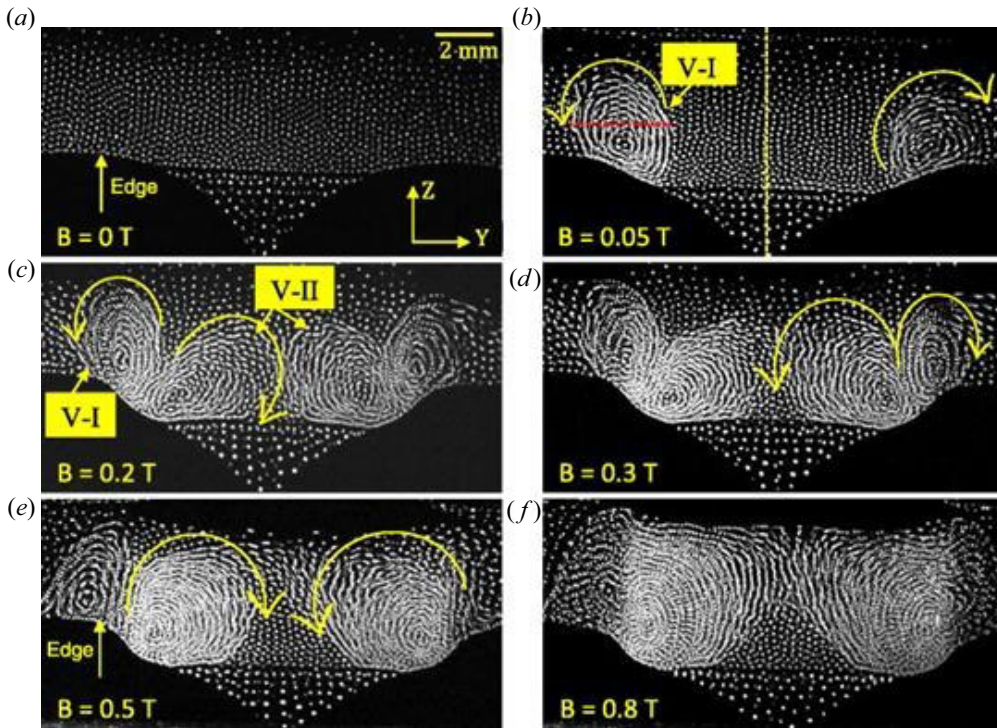 (a)
2 mm
Edge
Z
Y
B = 0 T
(b)
V-I
B = 0.05 T
(c)
V-II
V-I
B = 0.2 T
(d)
B = 0.3 T
(e)
Edge
B = 0.5 T
(f)
B = 0.8 T